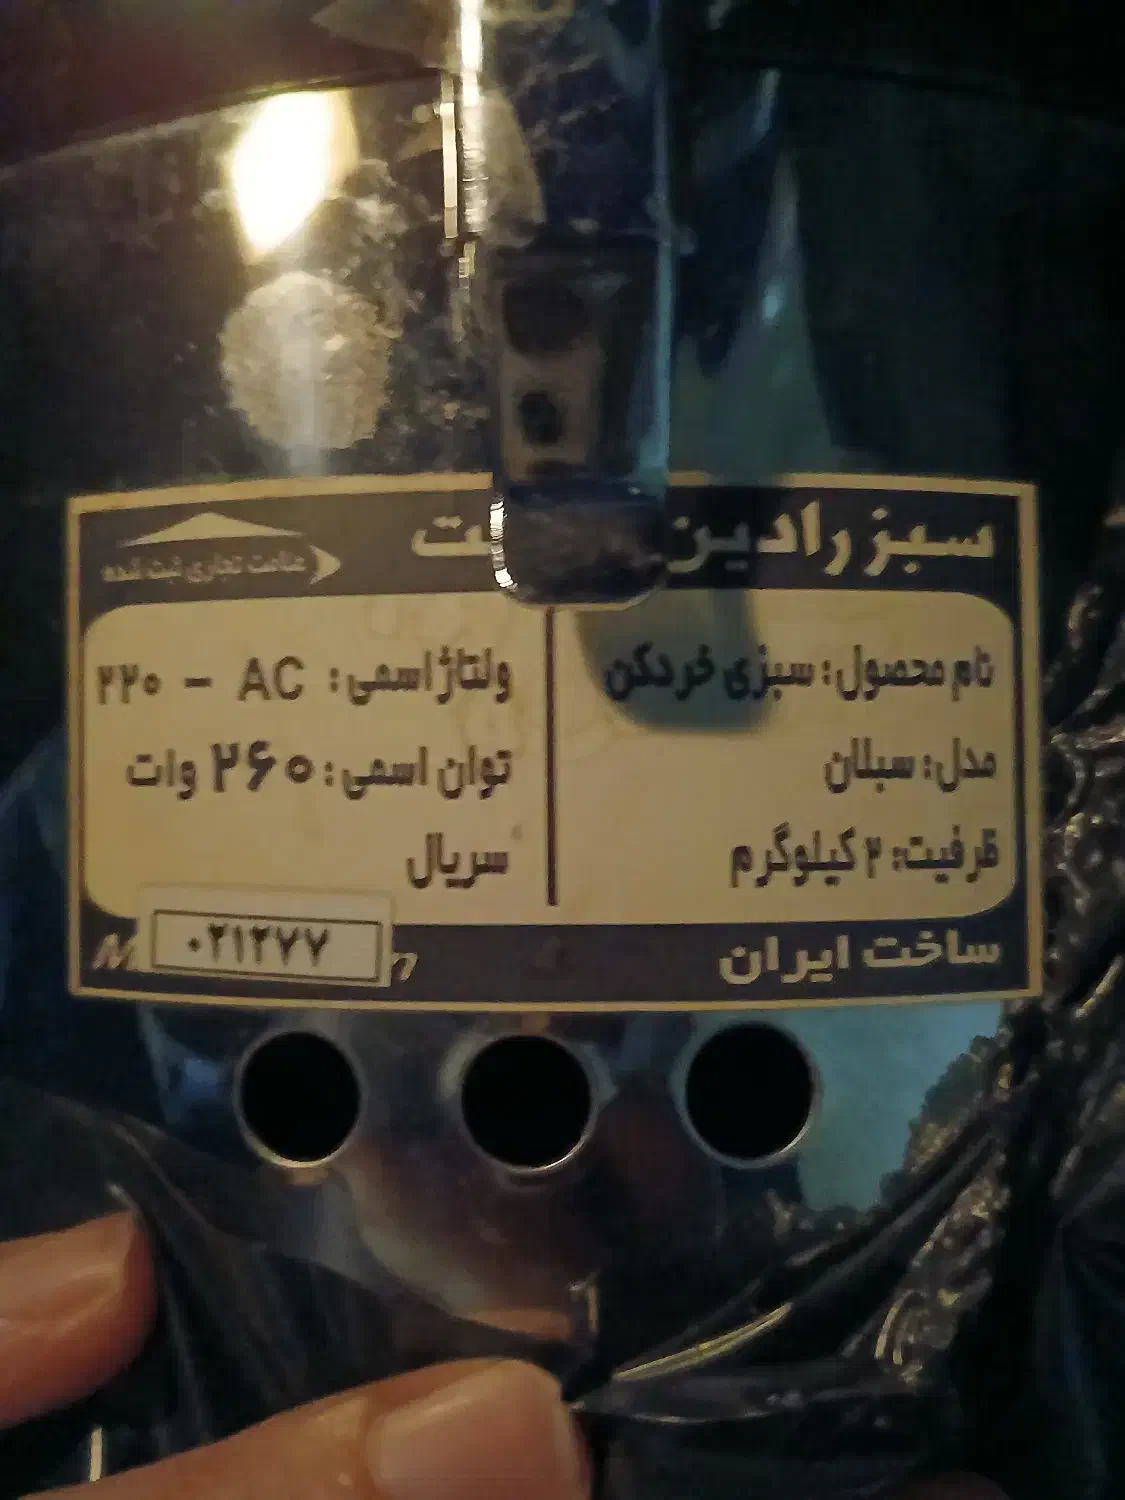 سبز رادین
علامت تجاری ثبت شده
نام محصول: سبزی خردکن
مدل: سبلان
ظرفیت: ۲ کیلوگرم
ولتاژ اسمی: AC - ۲۲۰
توان اسمی: ۲۶۰ وات
سریال
۰۲۱۲۷۷
ساخت ایران